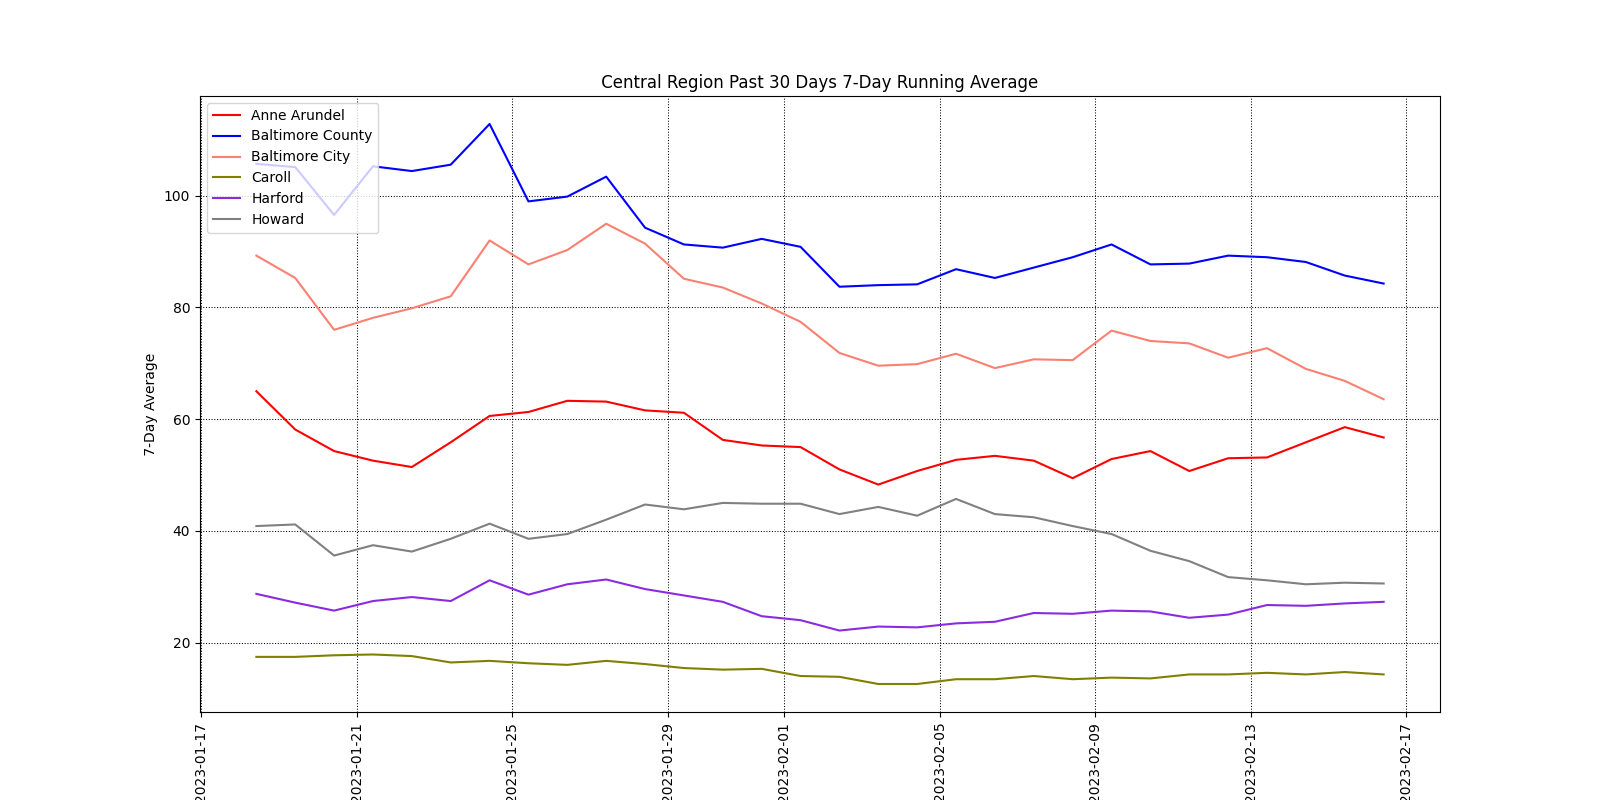 Central Region Past 30 Days 7-Day Running Average
Anne Arundel
Baltimore County
Baltimore City
Caroll
Harford
Howard
7-Day Average
100
80
60
40
20
2023-01-17
2023-01-21
2023-01-25
2023-01-29
2023-02-01
2023-02-05
2023-02-09
2023-02-13
2023-02-17